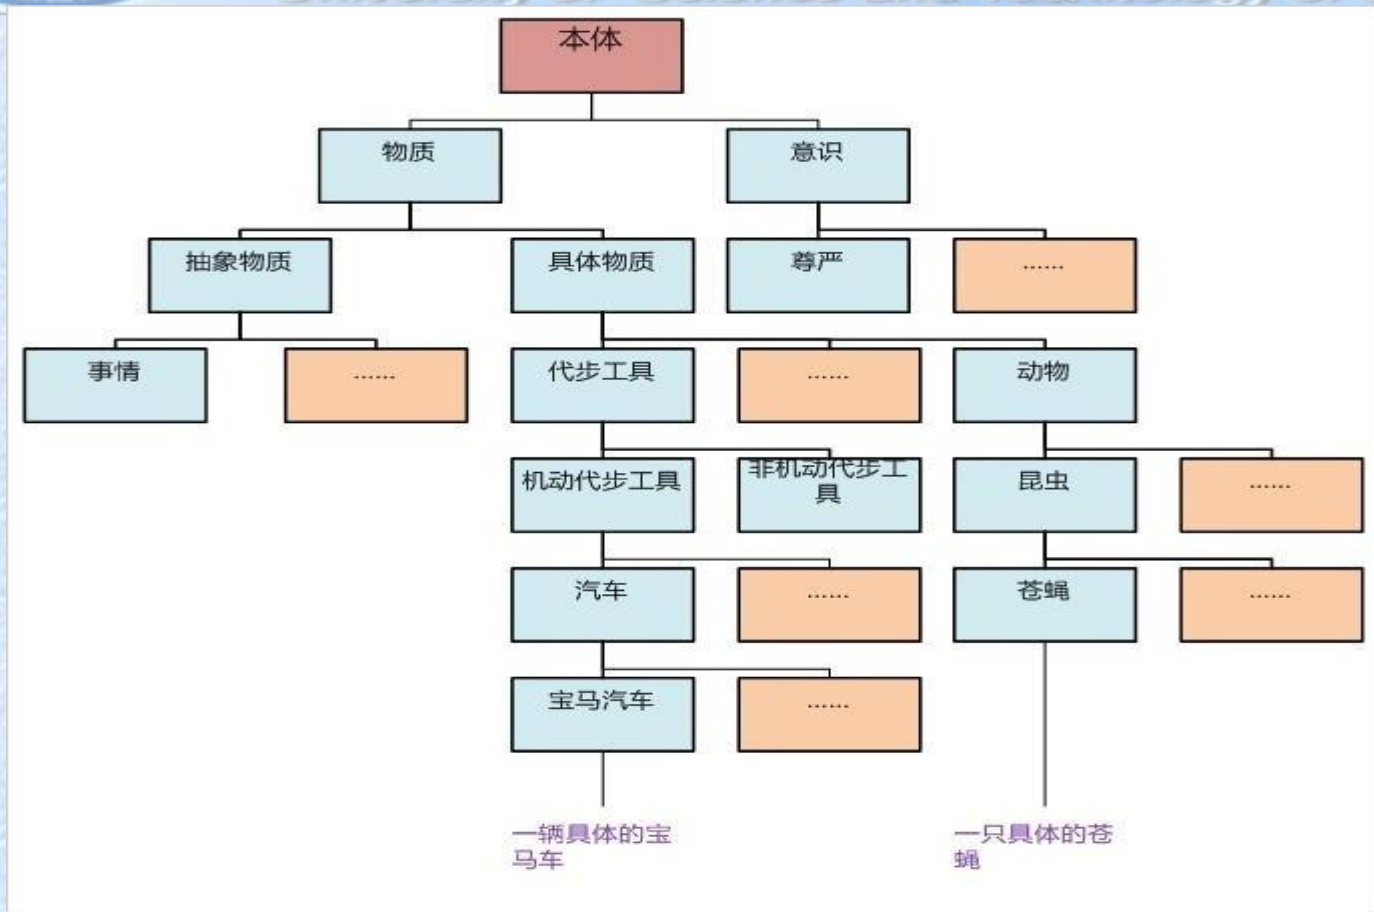 本体
物质
意识
抽象物质
具体物质
尊严
……
事情
……
代步工具
……
动物
机动代步工具
非机动代步工
具
昆虫
……
汽车
……
苍蝇
……
宝马汽车
……
一辆具体的宝
马车
一只具体的苍
蝇